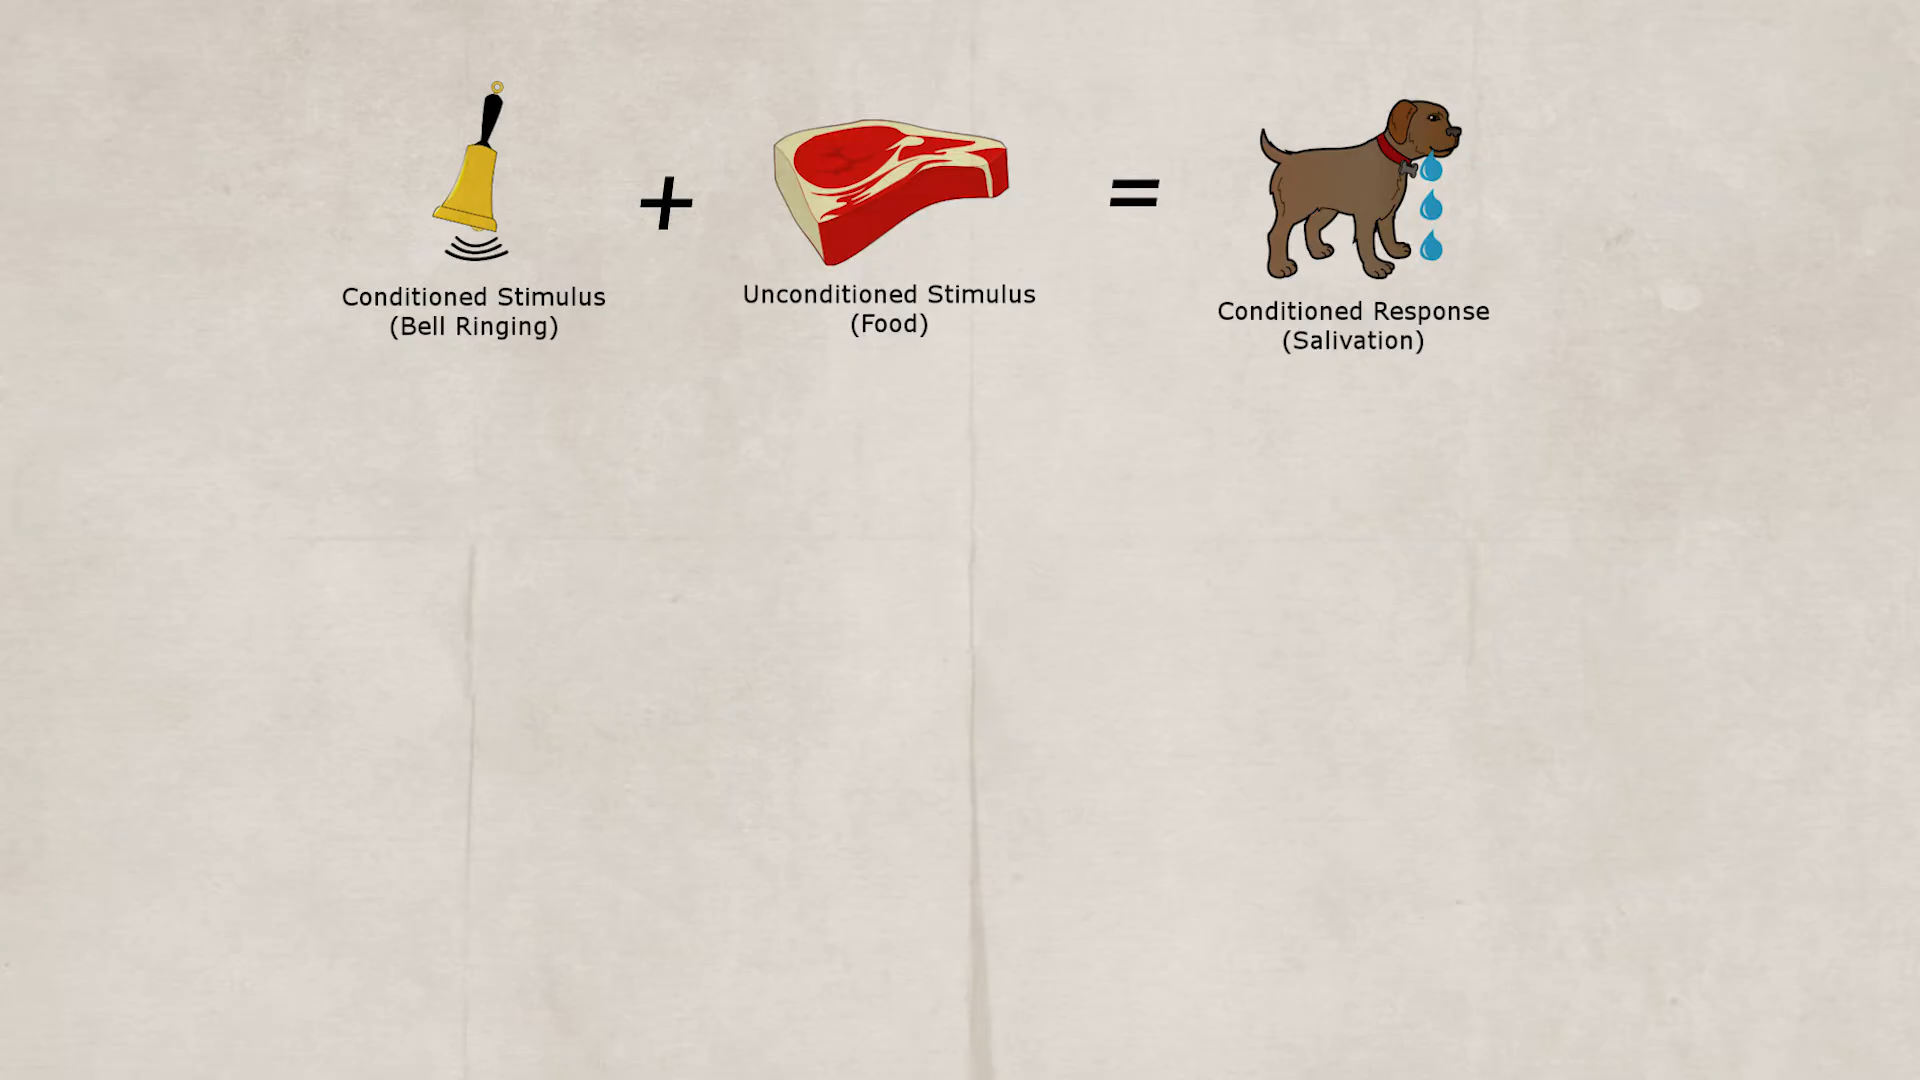 +
=
Conditioned Stimulus
(Bell Ringing)
Unconditioned Stimulus
(Food)
Conditioned Response
(Salivation)